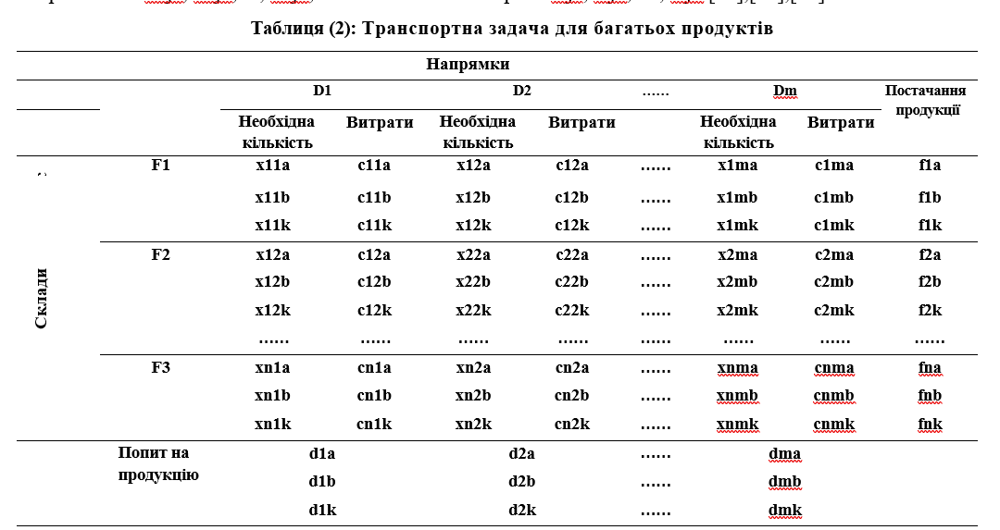 Таблиця (2): Транспортна задача для багатьох продуктів
Напрямки
D1 D2 …… Dm Постачання продукції
Необхідна кількість Витрати Необхідна кількість Витрати Необхідна кількість Витрати
Склади
F1 x11a c11a x12a c12a …… x1ma c1ma f1a
x11b c11b x12b c12b …… x1mb c1mb f1b
x11k c11k x12k c12k …… x1mk c1mk f1k
F2 x12a c12a x22a c22a …… x2ma c2ma f2a
x12b c12b x22b c22b …… x2mb c2mb f2b
x12k c12k x22k c22k …… x2mk c2mk f2k
…… …… …… …… …… …… …… ……
F3 xn1a cn1a xn2a cn2a …… xnma cnma fna
xn1b cn1b xn2b cn2b …… xnmb cnmb fnb
xn1k cn1k xn2k cn2k …… xnmk cnmk fnk
Попит на продукцію d1a d2a …… dma
d1b d2b …… dmb
d1k d2k …… dmk